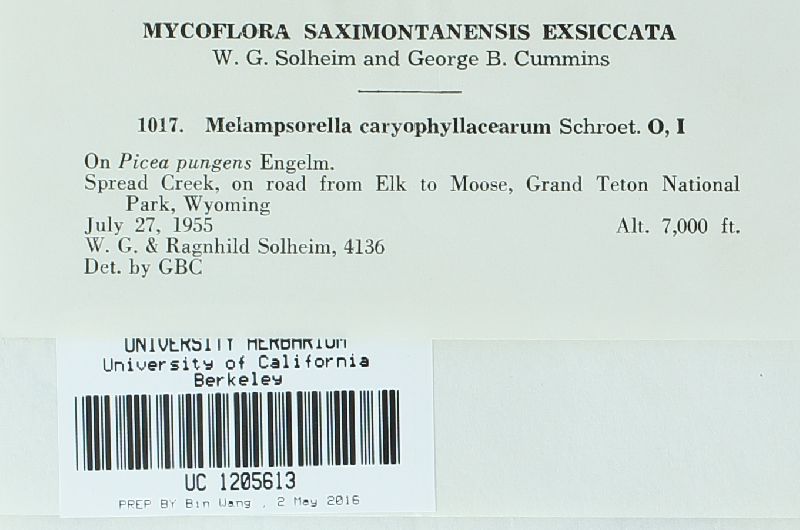 MYCOFLORA SAXIMONTANENSIS EXSICCATA
W. G. Solheim and George B. Cummins
1017. Melampsorella caryophyllacearum Schroet. O, I
On Picea pungens Engelm.
Spread Creek, on road from Elk to Moose, Grand Teton National
Park, Wyoming
July 27, 1955 Alt. 7,000 ft.
W. G. & Ragnhild Solheim, 4136
Det. by GBC
UNIVERSITY HERBARIUM
University of California
Berkeley
UC 1205613
PREP BY Bin Wang , 2 May 2016